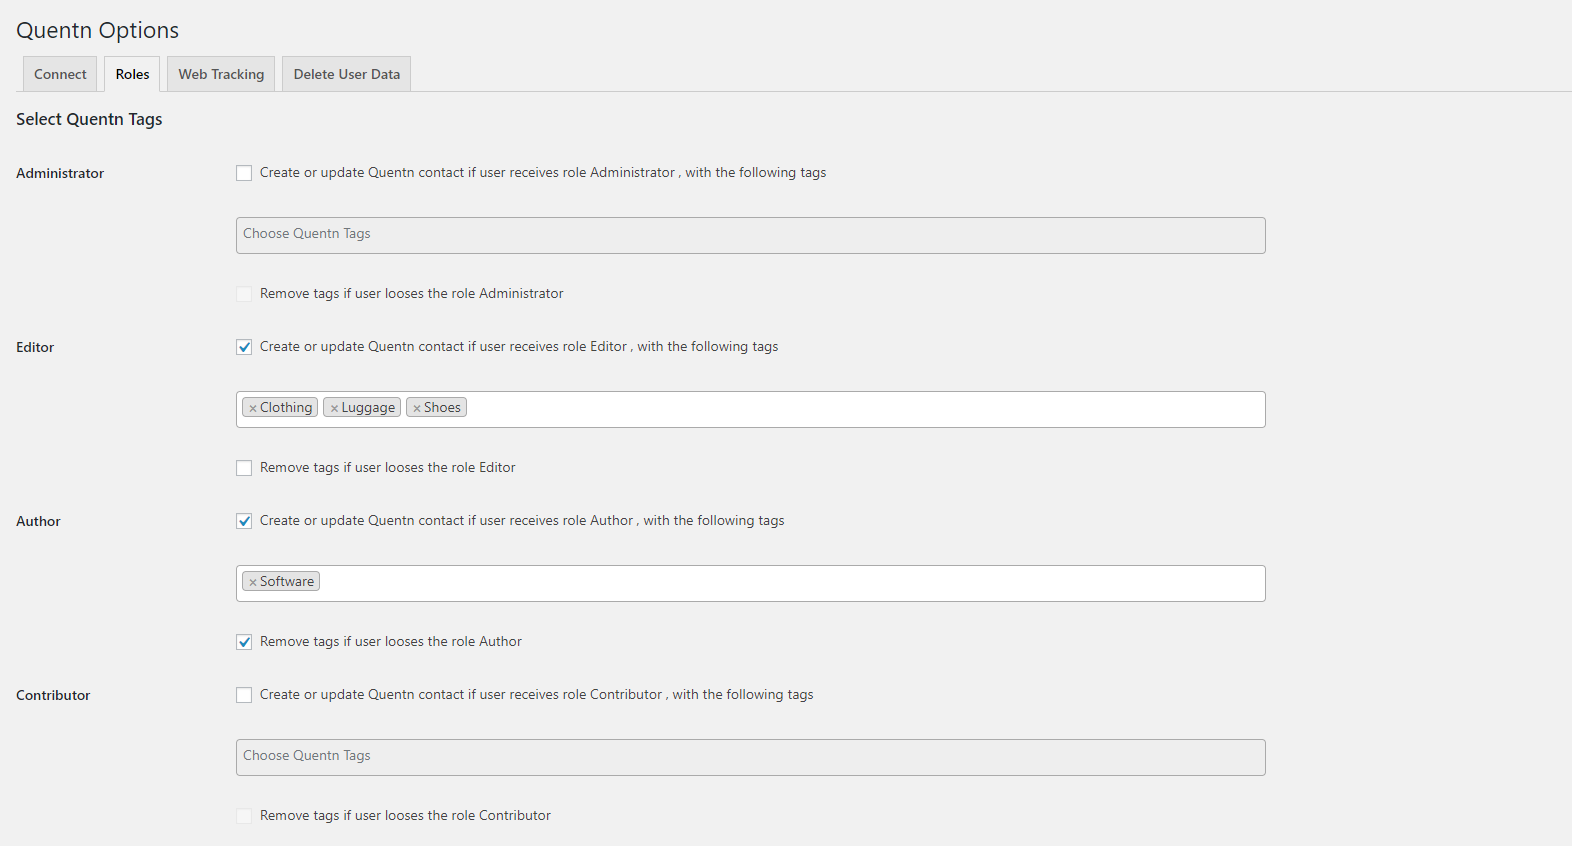 Quentn Options
Connect Roles Web Tracking Delete User Data
Select Quentn Tags
Administrator Create or update Quentn contact if user receives role Administrator , with the following tags
Choose Quentn Tags
Remove tags if user looses the role Administrator
Editor Create or update Quentn contact if user receives role Editor , with the following tags
× Clothing × Luggage × Shoes
Remove tags if user looses the role Editor
Author Create or update Quentn contact if user receives role Author , with the following tags
× Software
Remove tags if user looses the role Author
Contributor Create or update Quentn contact if user receives role Contributor , with the following tags
Choose Quentn Tags
Remove tags if user looses the role Contributor